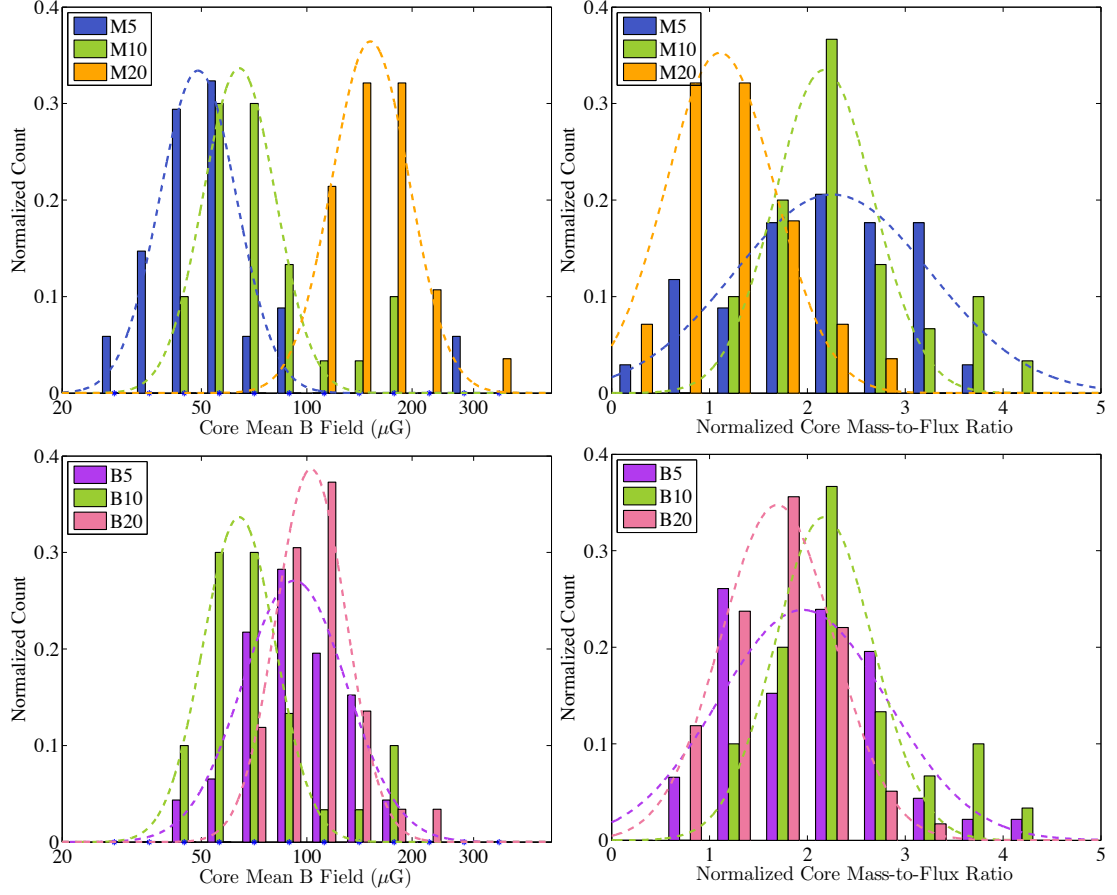 0.4
0.3
0.2
0.1
0
Normalized Count
M5
M10
M20
20
50
100
200
300
Core Mean B Field (μG)
0.4
0.3
0.2
0.1
0
Normalized Count
M5
M10
M20
0
1
2
3
4
5
Normalized Core Mass-to-Flux Ratio
0.4
0.3
0.2
0.1
0
Normalized Count
B5
B10
B20
20
50
100
200
300
Core Mean B Field (μG)
0.4
0.3
0.2
0.1
0
Normalized Count
B5
B10
B20
0
1
2
3
4
5
Normalized Core Mass-to-Flux Ratio